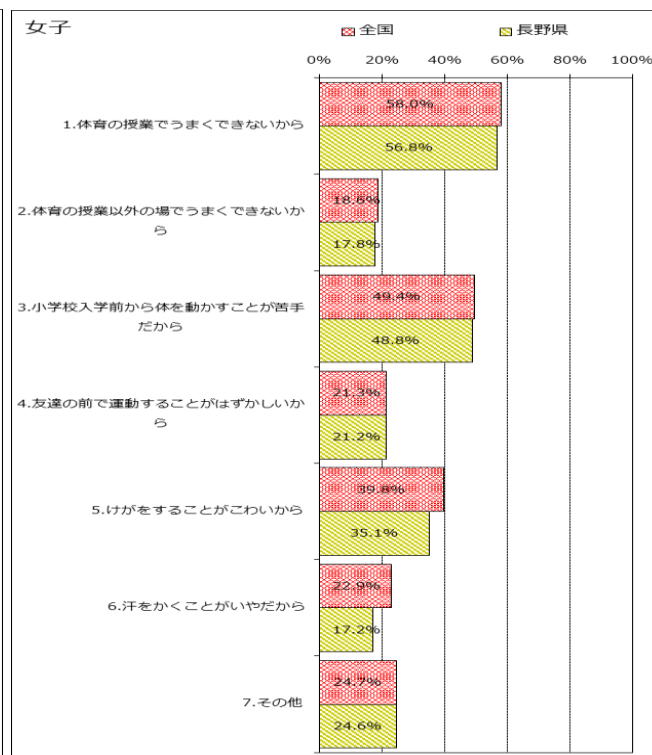 女子
全国 長野県
0% 20% 40% 60% 80% 100%
1.体育の授業でうまくできないから
58.0%
56.8%
2.体育の授業以外の場でうまくできないか
ら
18.6%
17.8%
3.小学校入学前から体を動かすことが苦手
だから
49.4%
48.8%
4.友達の前で運動することがはずかしいか
ら
21.3%
21.2%
5.けがをすることがこわいから
39.8%
35.1%
6.汗をかくことがいやだから
22.9%
17.2%
7.その他
24.7%
24.6%